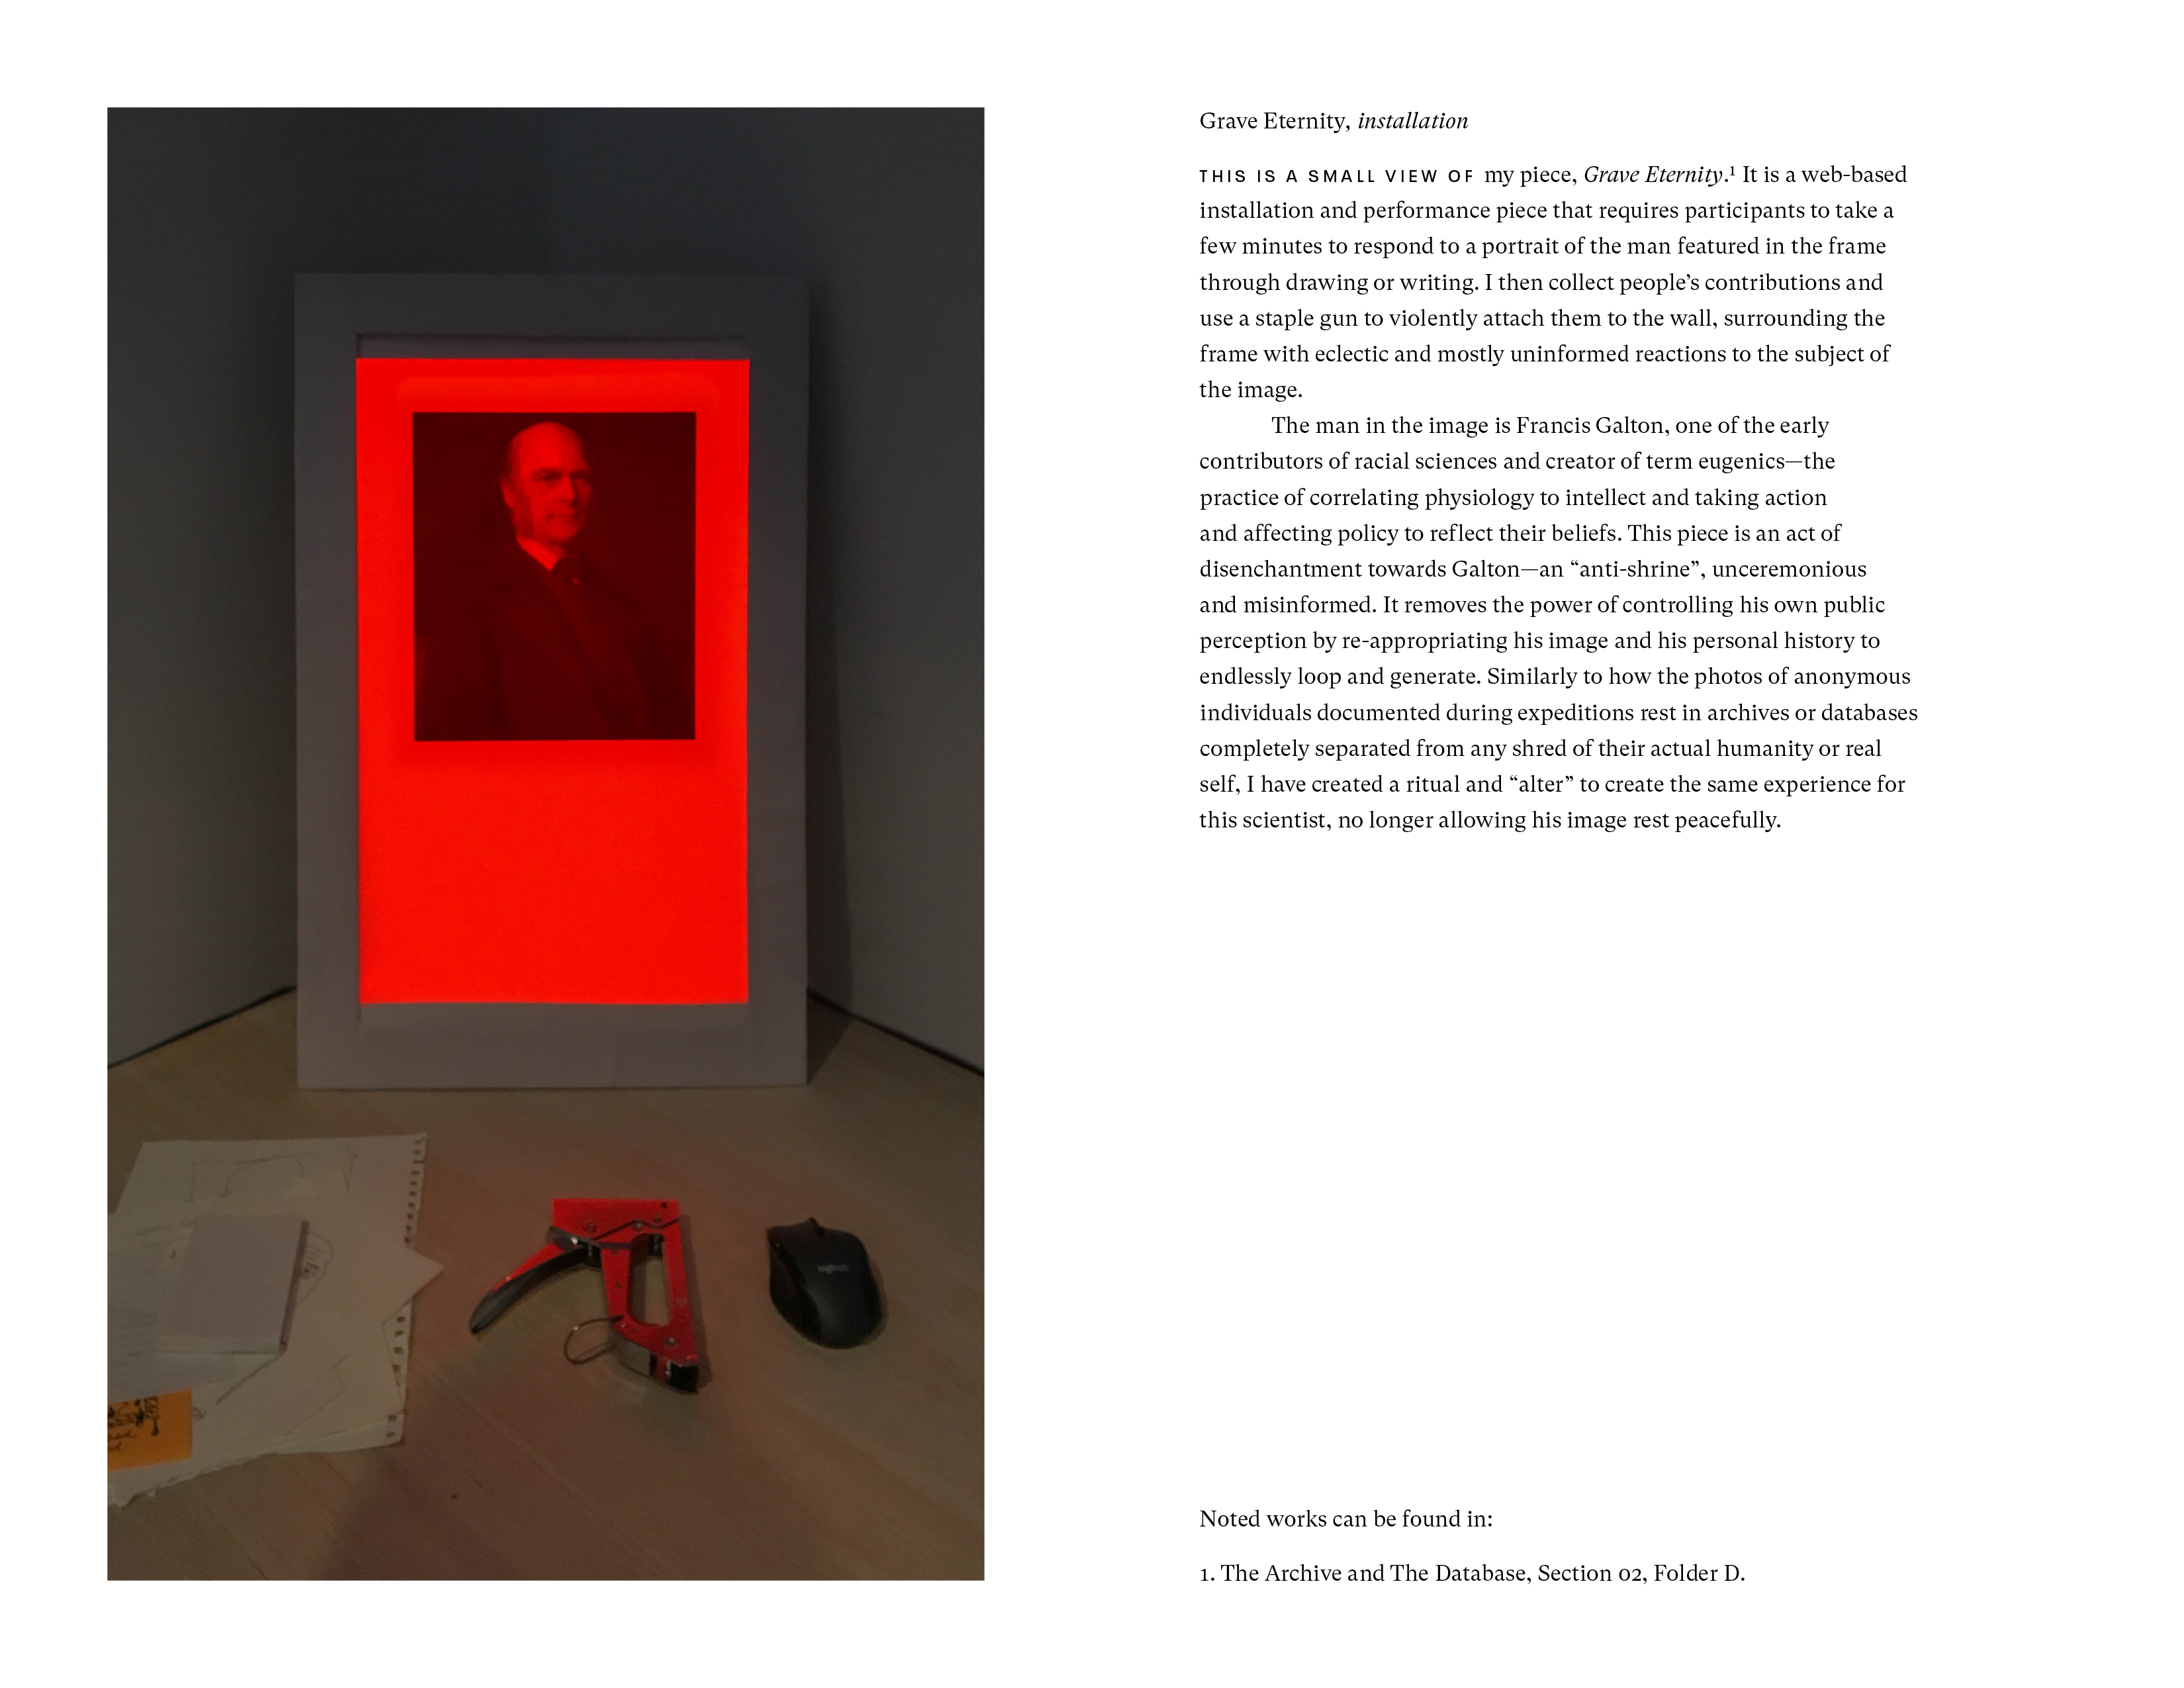 Grave Eternity, installation
THIS IS A SMALL VIEW OF my piece, Grave Eternity.¹ It is a web-based
installation and performance piece that requires participants to take a
few minutes to respond to a portrait of the man featured in the frame
through drawing or writing. I then collect people’s contributions and
use a staple gun to violently attach them to the wall, surrounding the
frame with eclectic and mostly uninformed reactions to the subject of
the image.
The man in the image is Francis Galton, one of the early
contributors of racial sciences and creator of term eugenics—the
practice of correlating physiology to intellect and taking action
and affecting policy to reflect their beliefs. This piece is an act of
disenchantment towards Galton—an “anti-shrine”, unceremonious
and misinformed. It removes the power of controlling his own public
perception by re-appropriating his image and his personal history to
endlessly loop and generate. Similarly to how the photos of anonymous
individuals documented during expeditions rest in archives or databases
completely separated from any shred of their actual humanity or real
self, I have created a ritual and “alter” to create the same experience for
this scientist, no longer allowing his image rest peacefully.
Noted works can be found in:
1. The Archive and The Database, Section 02, Folder D.
logitech